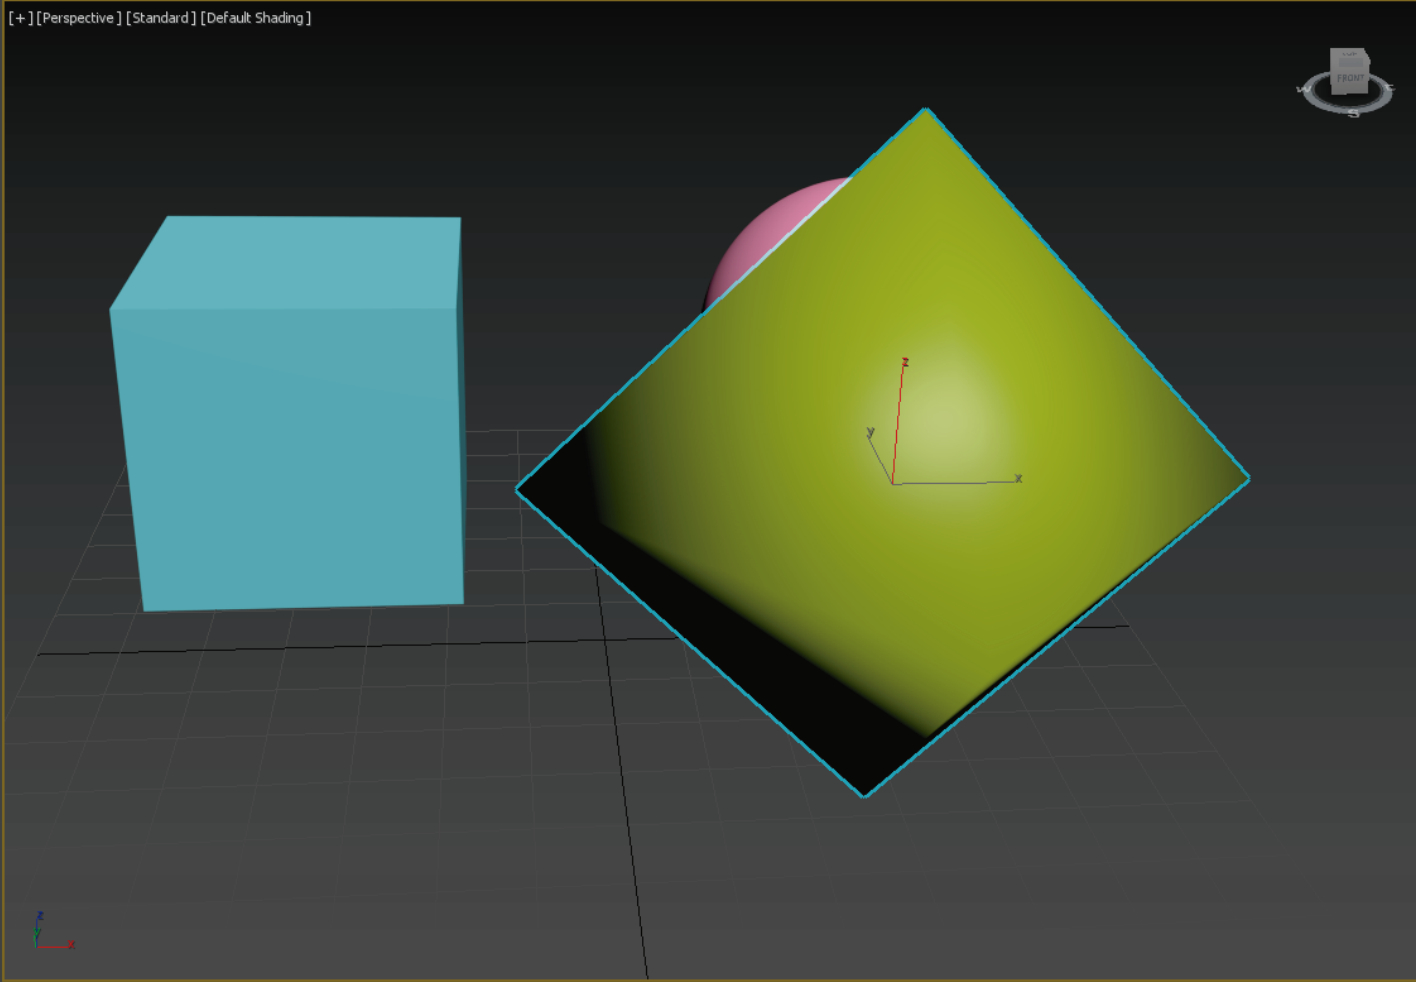 [+] [Perspective ] [Standard ] [Default Shading ]
FRONT
W
S
z
y
x
z
y
x